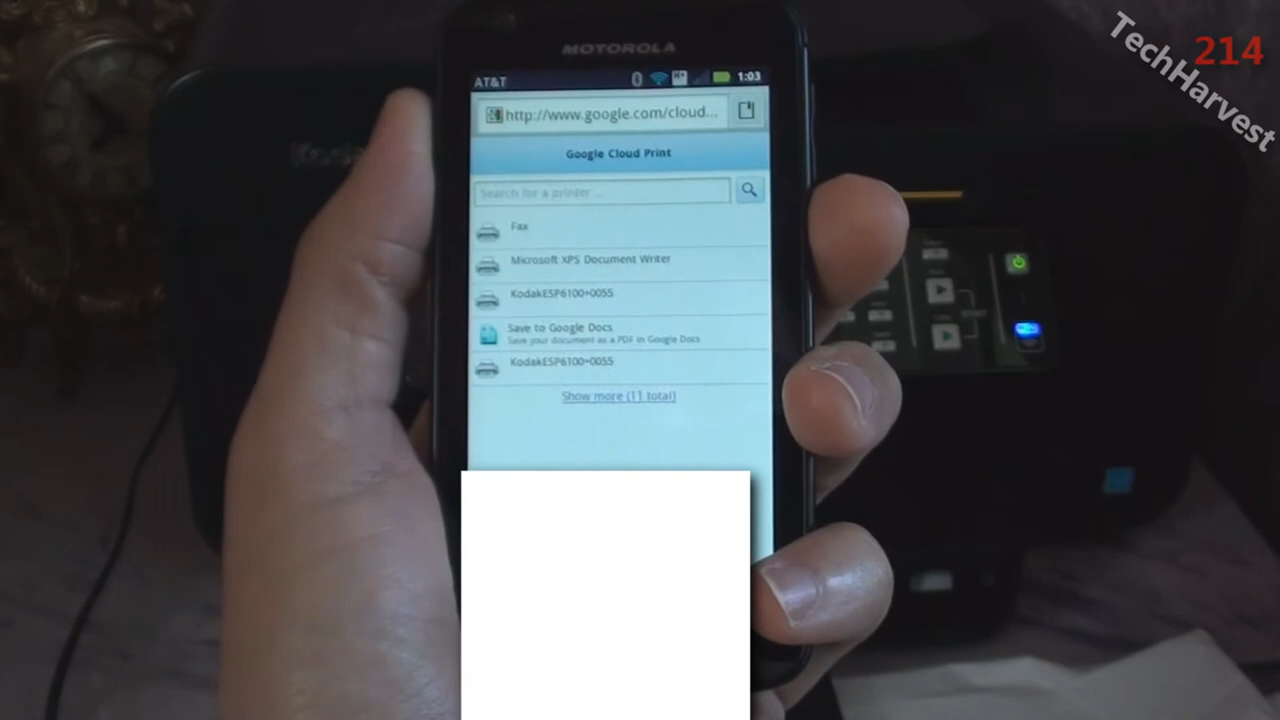 MOTOROLA
TechHarvest
214
AT&T
1:03
http://www.google.com/cloud...
Google Cloud Print
Search for a printer ...
Fax
Microsoft XPS Document Writer
KodakESP6100+0055
Save to Google Docs
Save your document as a PDF in Google Docs
KodakESP6100+0055
Show more (11 total)